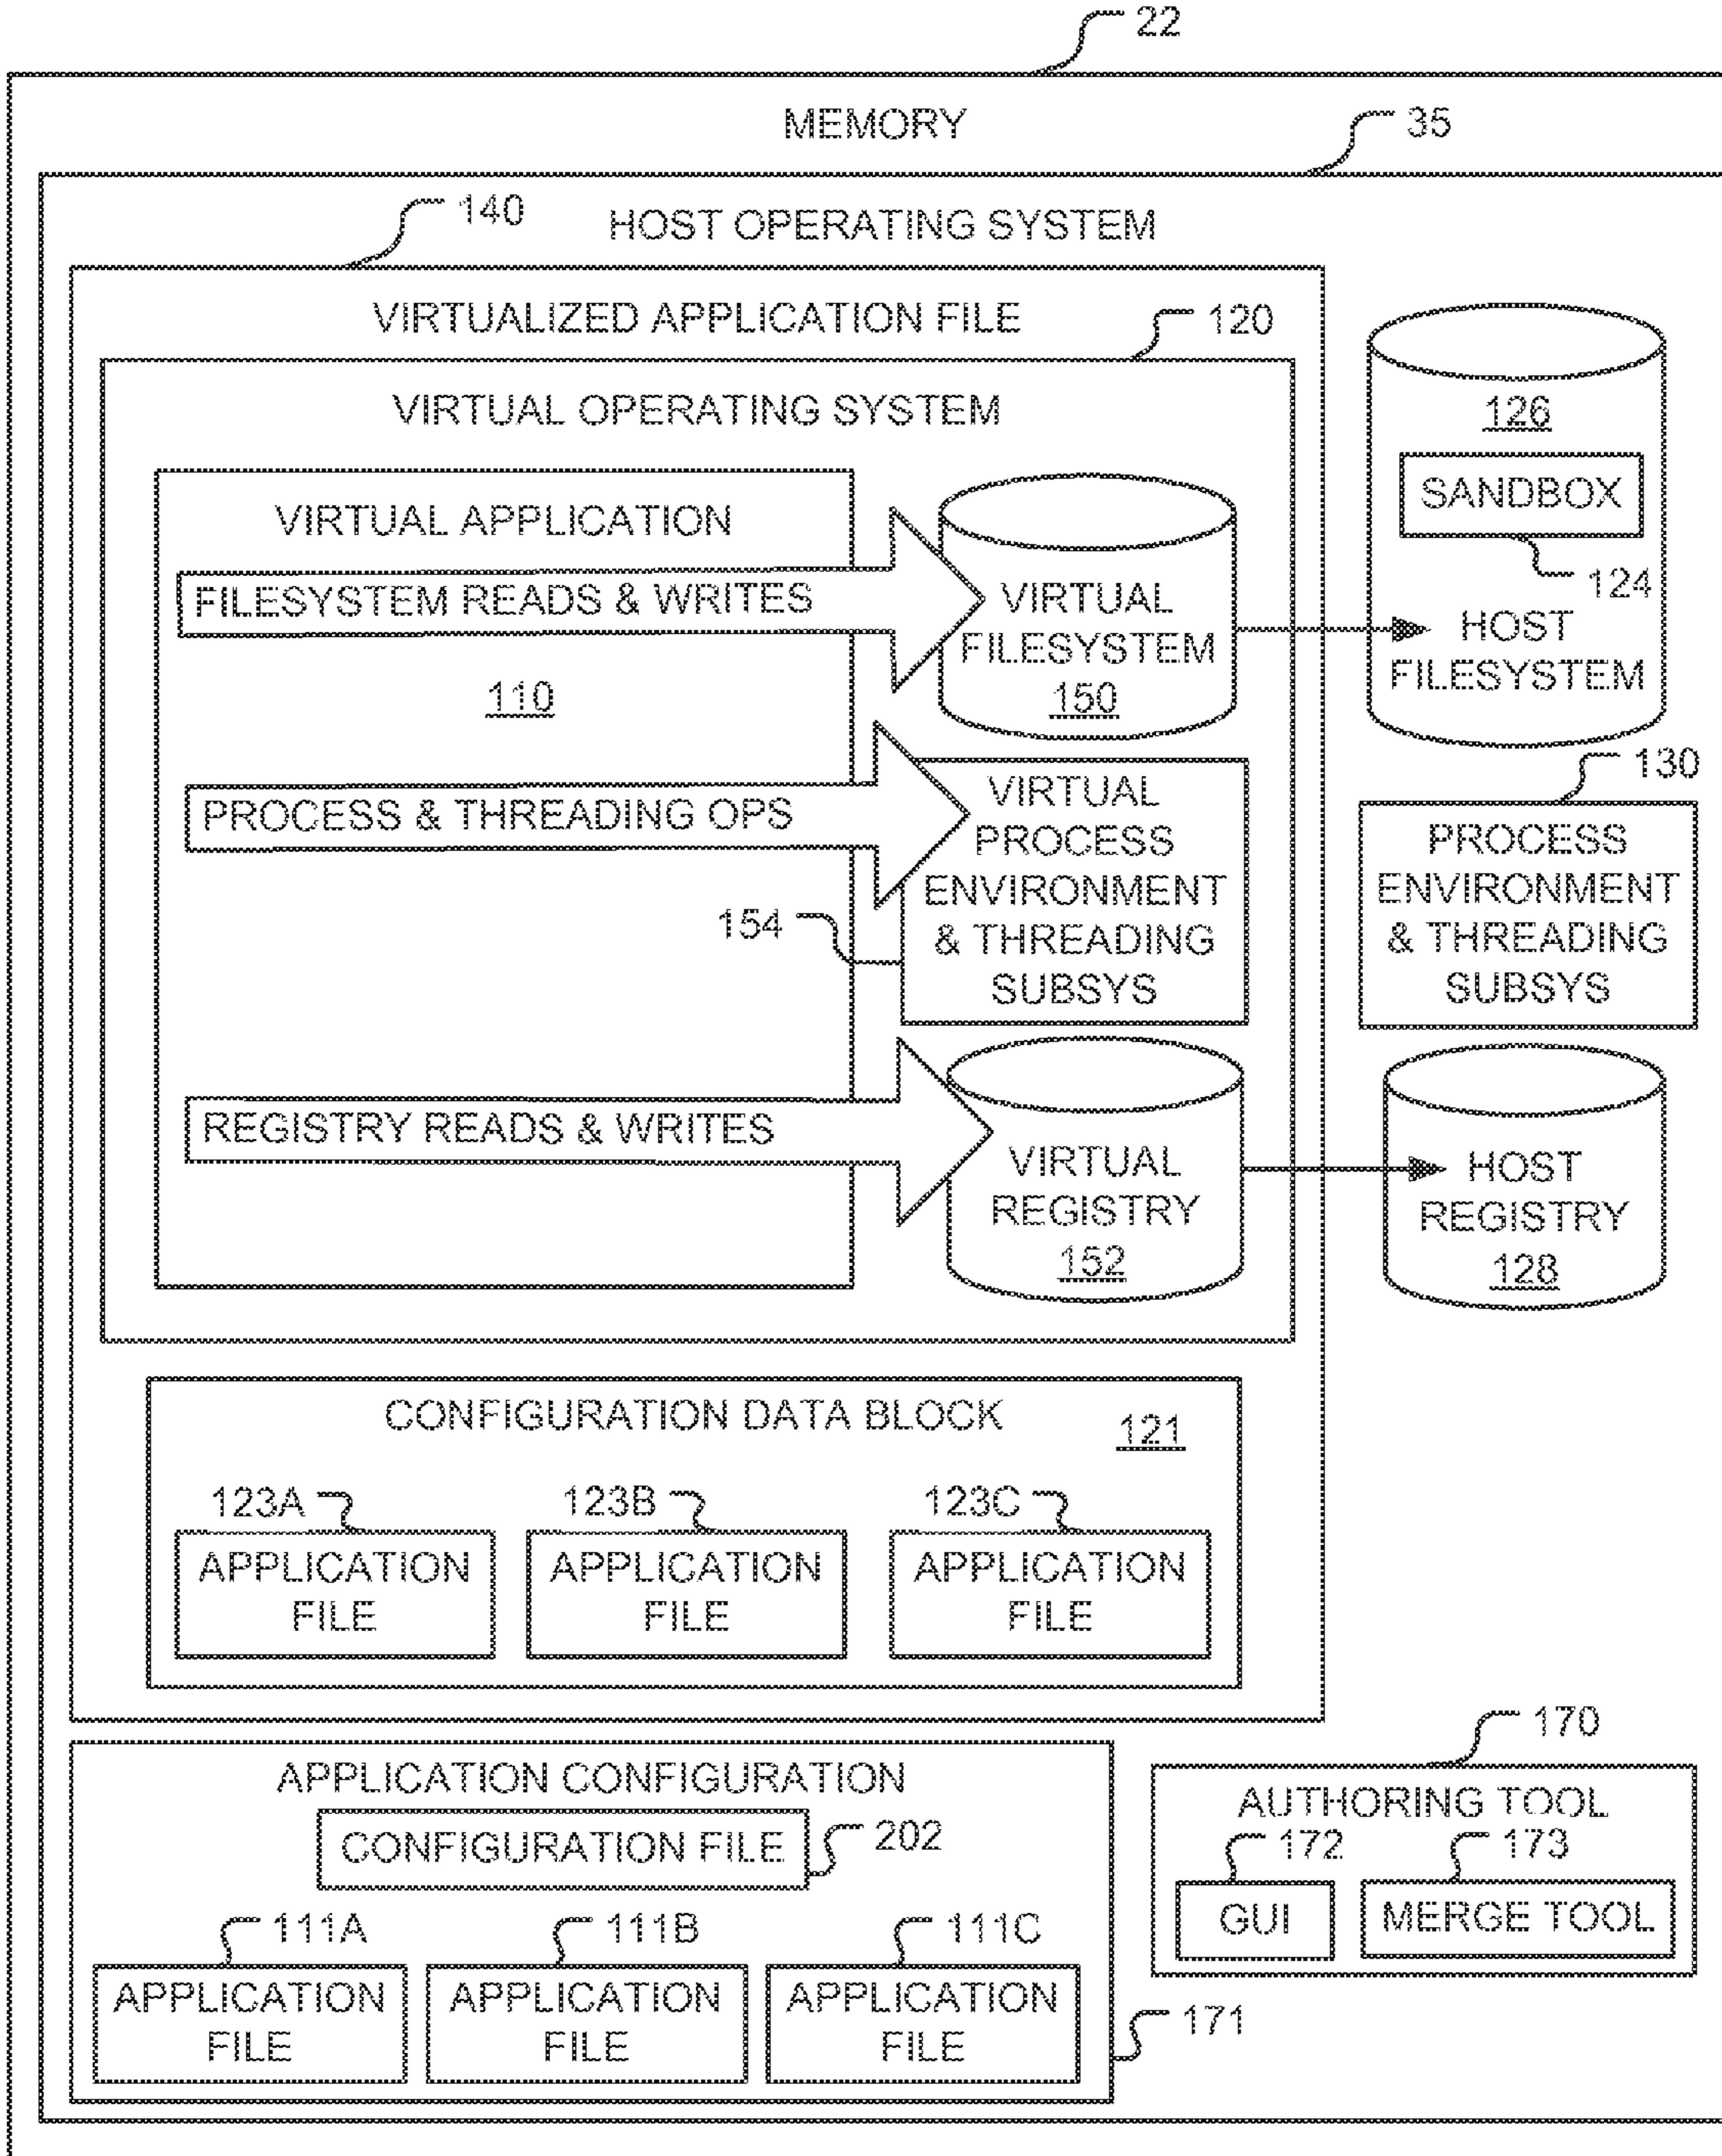 22
MEMORY
35
140
HOST OPERATING SYSTEM
VIRTUALIZED APPLICATION FILE
120
VIRTUAL OPERATING SYSTEM
126
SANDBOX
124
HOST
FILESYSTEM
VIRTUAL APPLICATION
FILESYSTEM READS & WRITES
VIRTUAL
FILESYSTEM
150
110
PROCESS & THREADING OPS
VIRTUAL
PROCESS
ENVIRONMENT
& THREADING
SUBSYS
154
130
PROCESS
ENVIRONMENT
& THREADING
SUBSYS
REGISTRY READS & WRITES
VIRTUAL
REGISTRY
152
HOST
REGISTRY
128
CONFIGURATION DATA BLOCK
121
123A
123B
123C
APPLICATION
FILE
APPLICATION
FILE
APPLICATION
FILE
APPLICATION CONFIGURATION
CONFIGURATION FILE
202
111A
111B
111C
APPLICATION
FILE
APPLICATION
FILE
APPLICATION
FILE
171
170
AUTHORING TOOL
172
173
GUI
MERGE TOOL